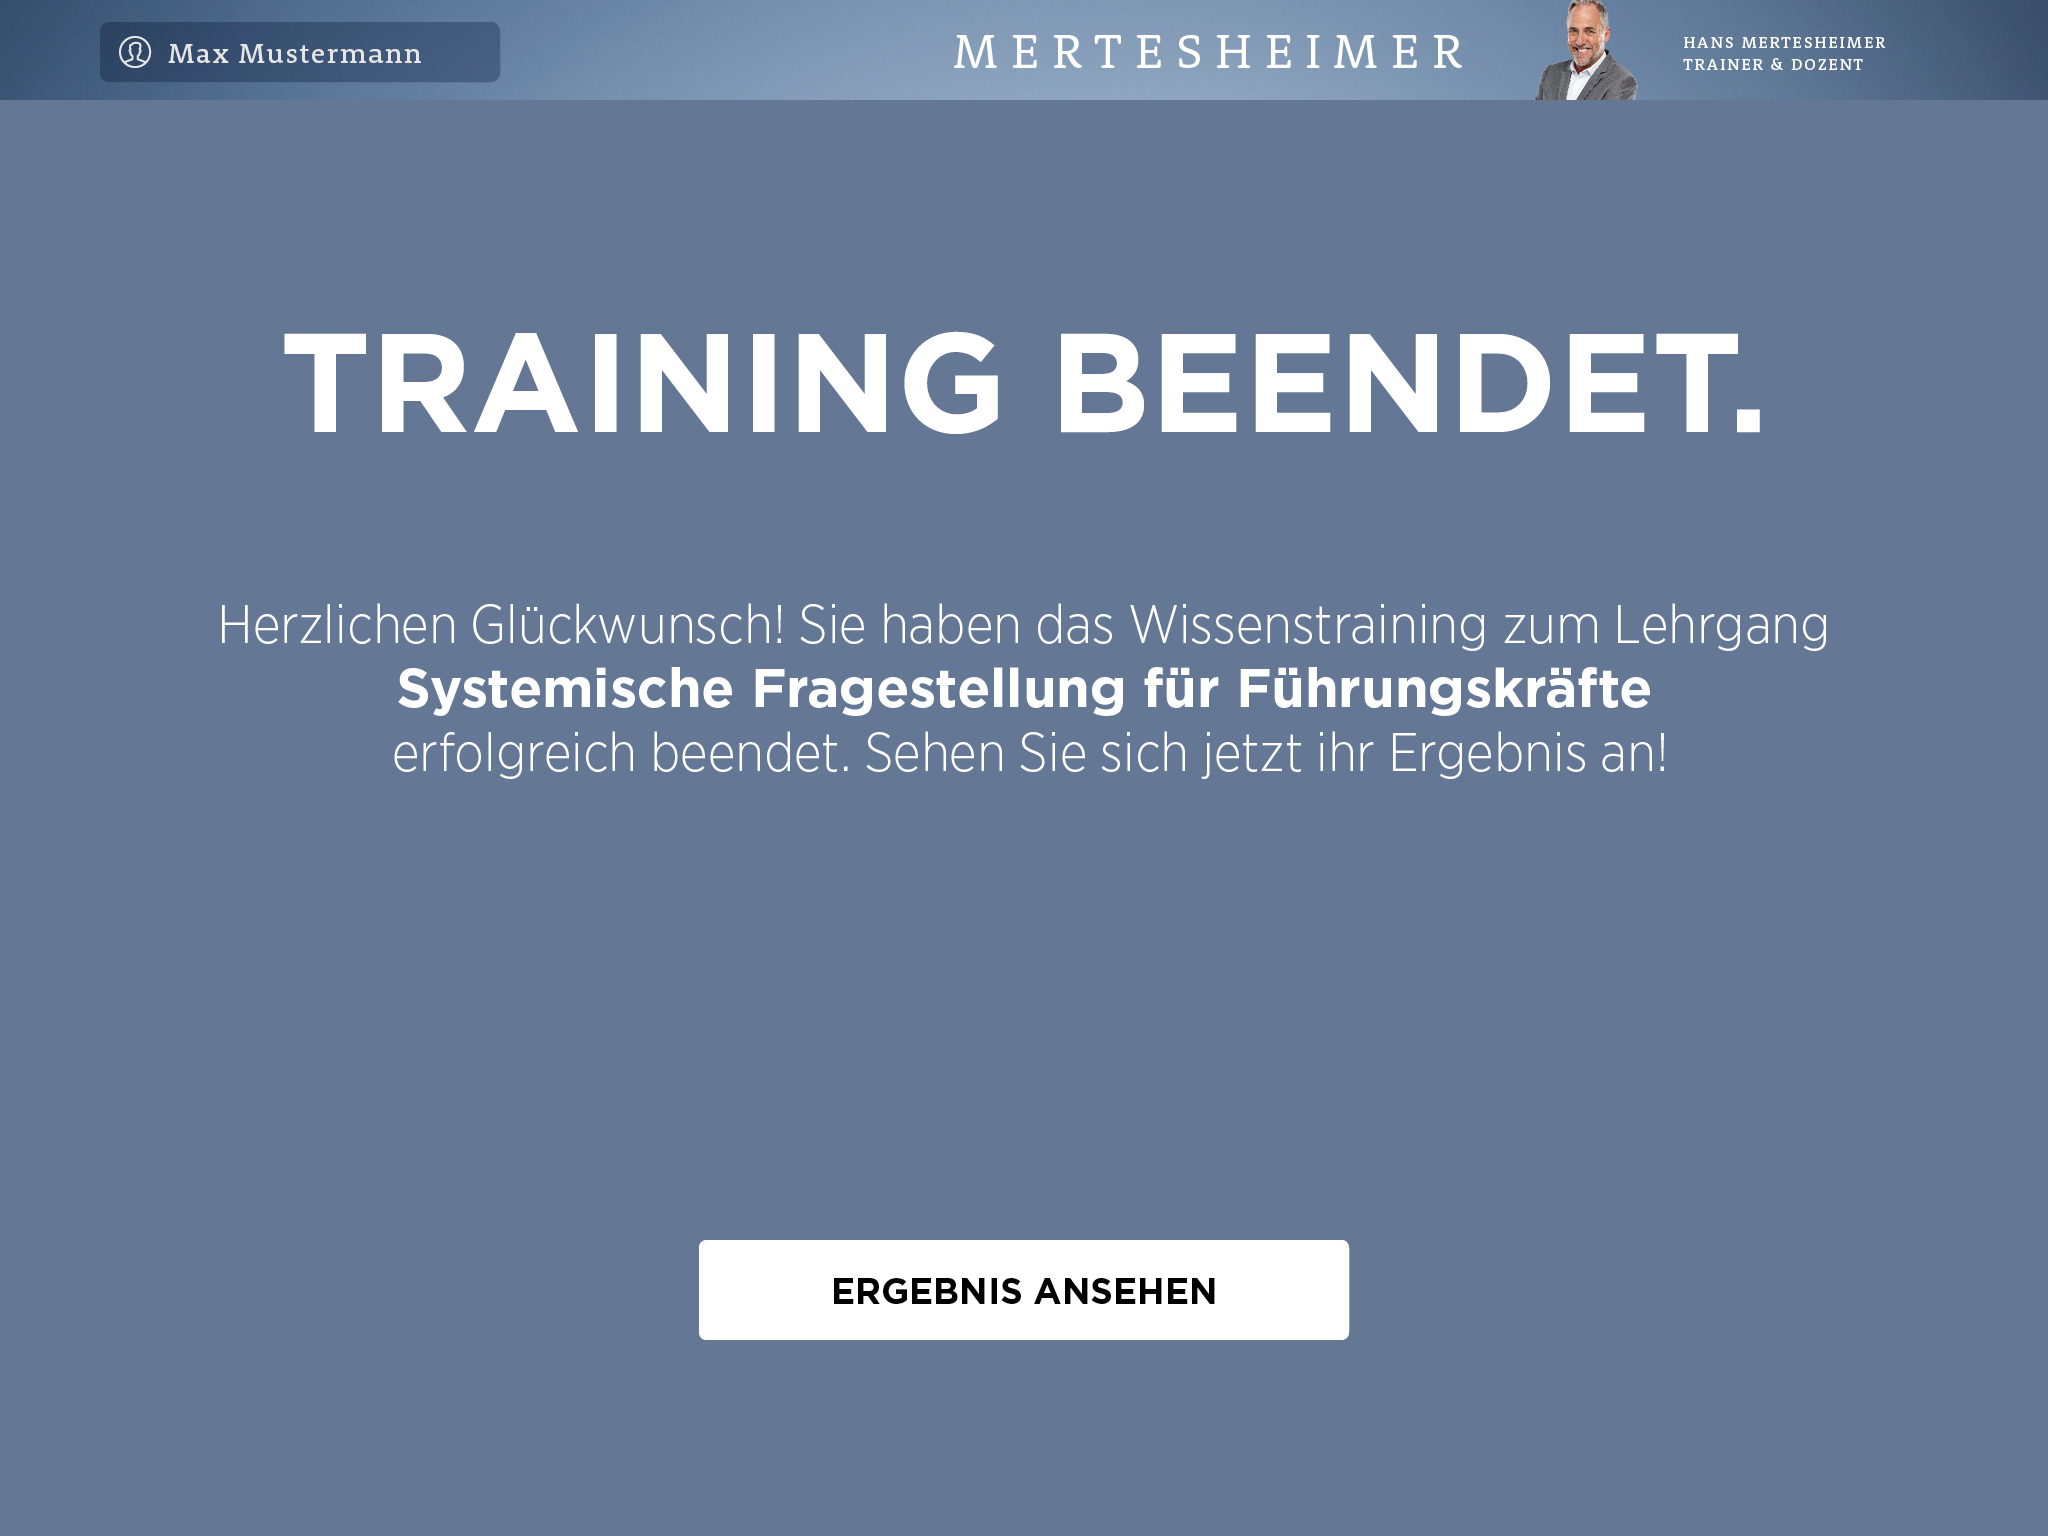 Max Mustermann
MERTESHEIMER
HANS MERTESHEIMER
TRAINER & DOZENT
TRAINING BEENDET.
Herzlichen Glückwunsch! Sie haben das Wissenstraining zum Lehrgang
Systemische Fragestellung für Führungskräfte
erfolgreich beendet. Sehen Sie sich jetzt ihr Ergebnis an!
ERGEBNIS ANSEHEN